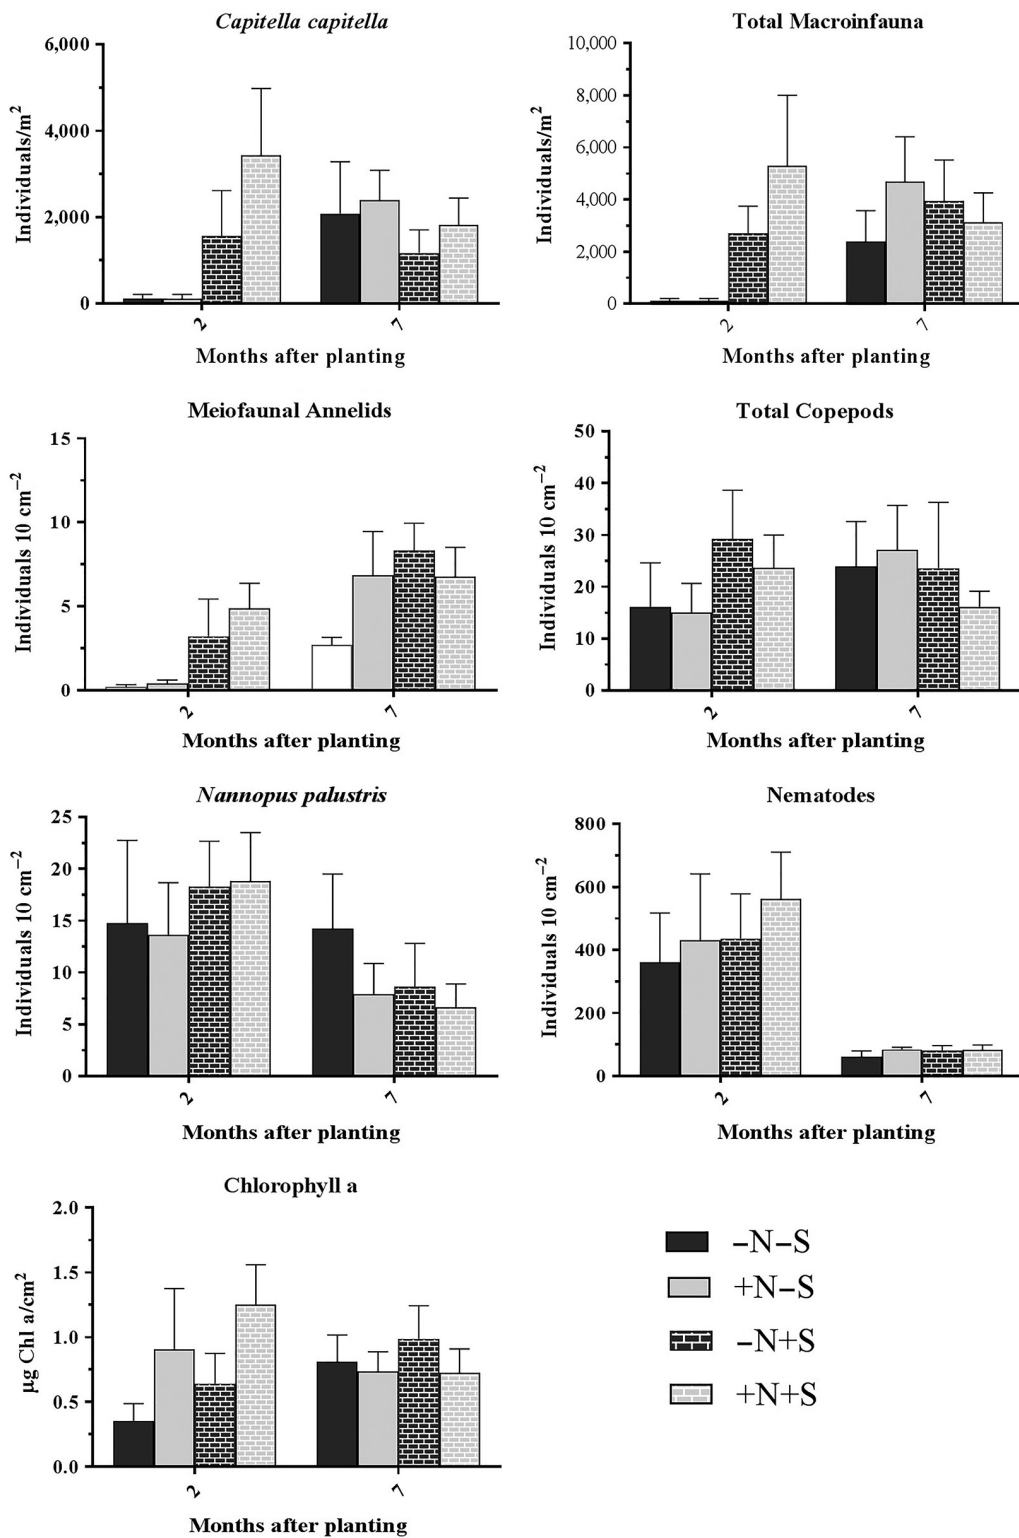 Capitella capitella
6,000
4,000
2,000
0
Individuals/m²
2
7
Months after planting
Total Macroinfauna
10,000
8,000
6,000
4,000
2,000
0
Individuals/m²
2
7
Months after planting
Meiofaunal Annelids
15
10
5
0
Individuals 10 cm⁻²
2
7
Months after planting
Total Copepods
50
40
30
20
10
0
Individuals 10 cm⁻²
2
7
Months after planting
Nannopus palustris
25
20
15
10
5
0
Individuals 10 cm⁻²
2
7
Months after planting
Nematodes
800
600
400
200
0
Individuals 10 cm⁻²
2
7
Months after planting
Chlorophyll a
2.0
1.5
1.0
0.5
0.0
µg Chl a/cm²
2
7
Months after planting
–N–S
+N–S
–N+S
+N+S